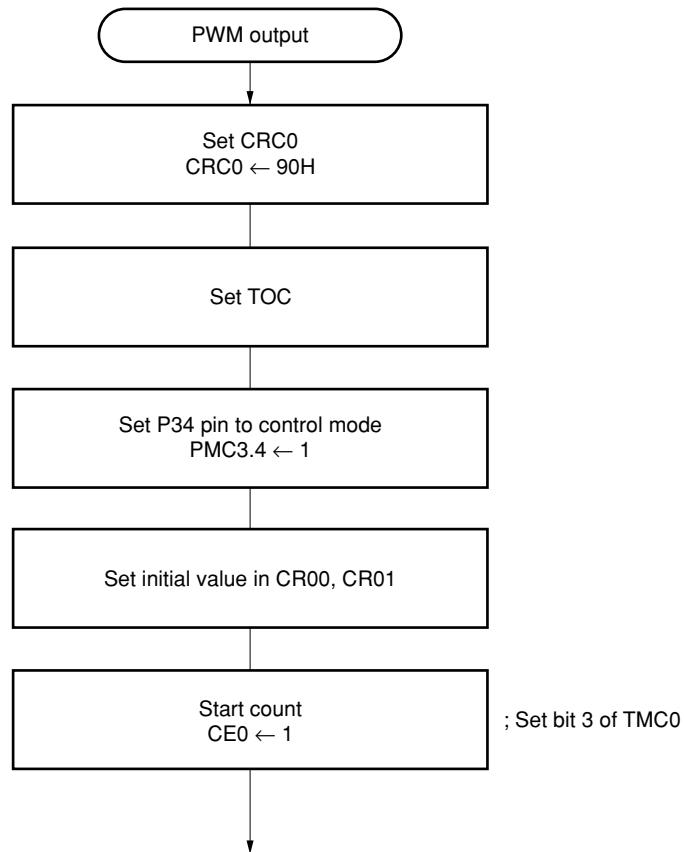 PWM output
Set CRC0
CRC0 ← 90H
Set TOC
Set P34 pin to control mode
PMC3.4 ← 1
Set initial value in CR00, CR01
Start count
CE0 ← 1
; Set bit 3 of TMC0